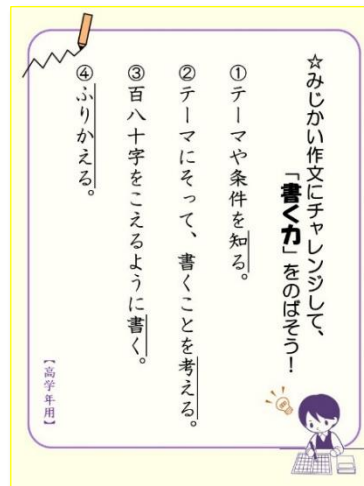 ☆みじかい作文にチャレンジして、
「書く力」をのばそう！
①テーマや条件を知る。
②テーマにそって、書くことを考える。
③百八十字をこえるように書く。
④ふりかえる。
【高学年用】